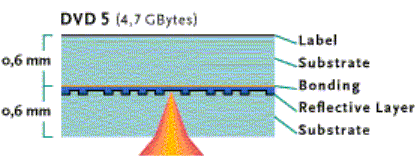 DVD 5 (4,7 GBytes)
Label
0,6 mm
Substrate
Bonding
Reflective Layer
0,6 mm
Substrate